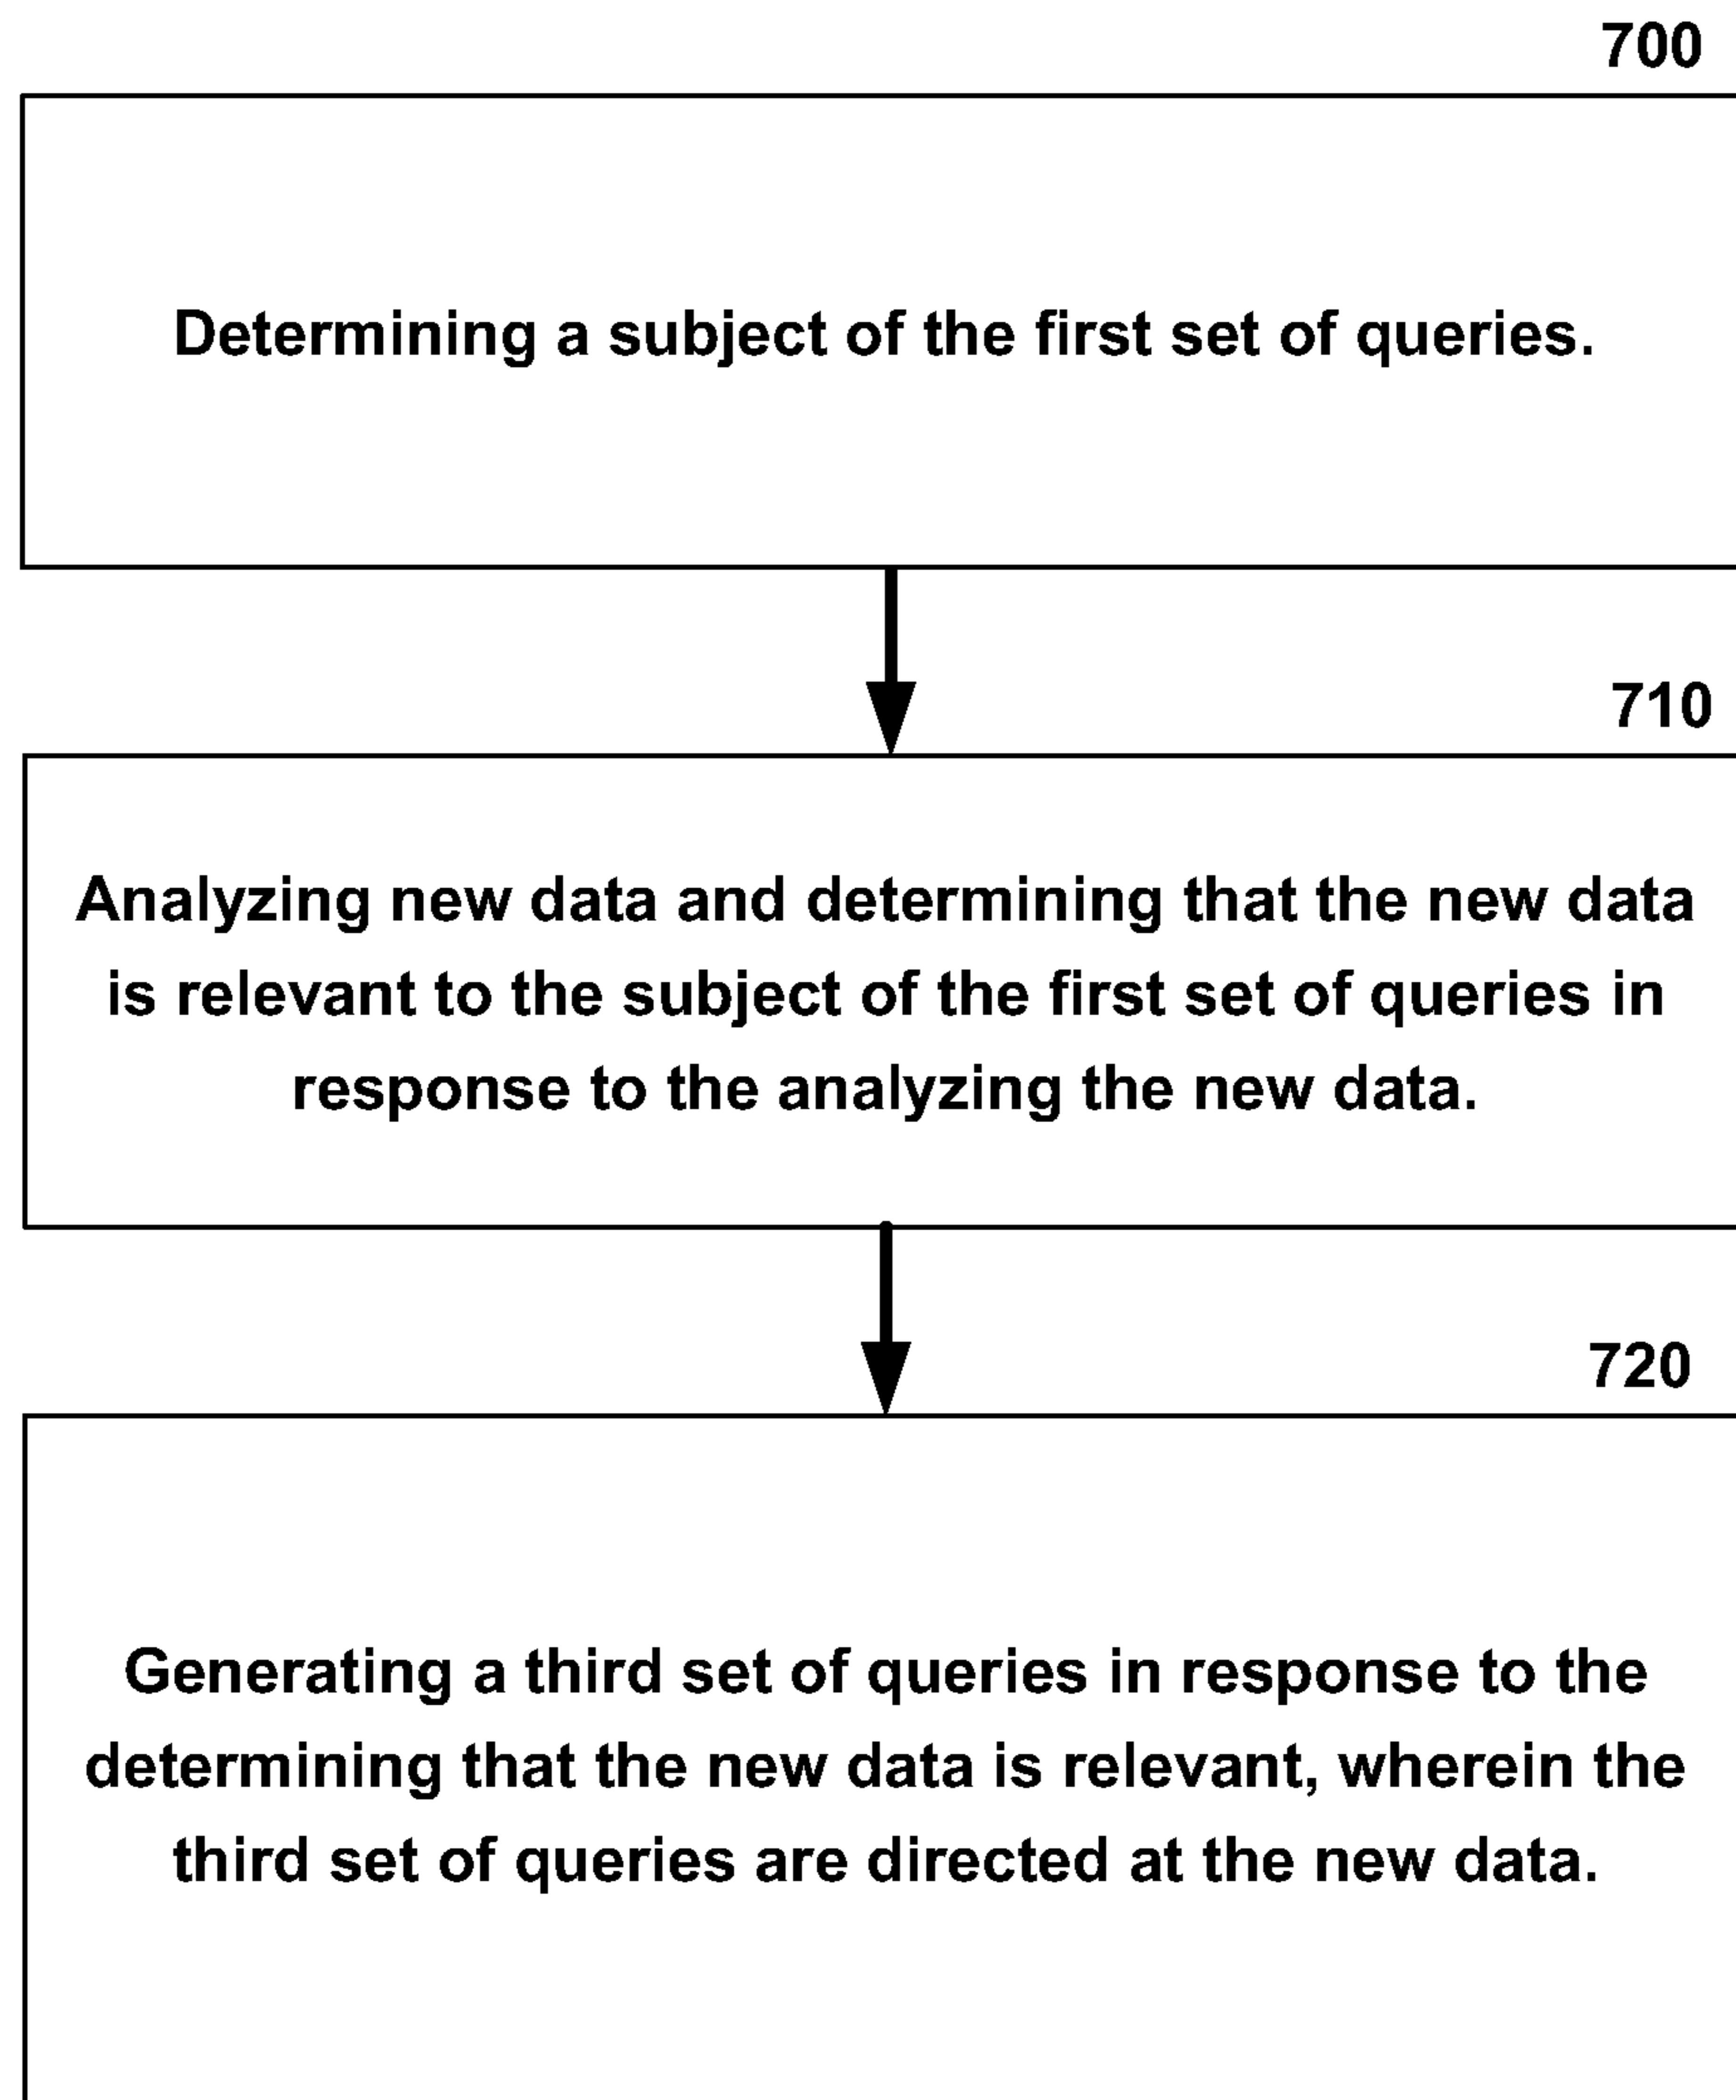 700
Determining a subject of the first set of queries.
710
Analyzing new data and determining that the new data
is relevant to the subject of the first set of queries in
response to the analyzing the new data.
720
Generating a third set of queries in response to the
determining that the new data is relevant, wherein the
third set of queries are directed at the new data.